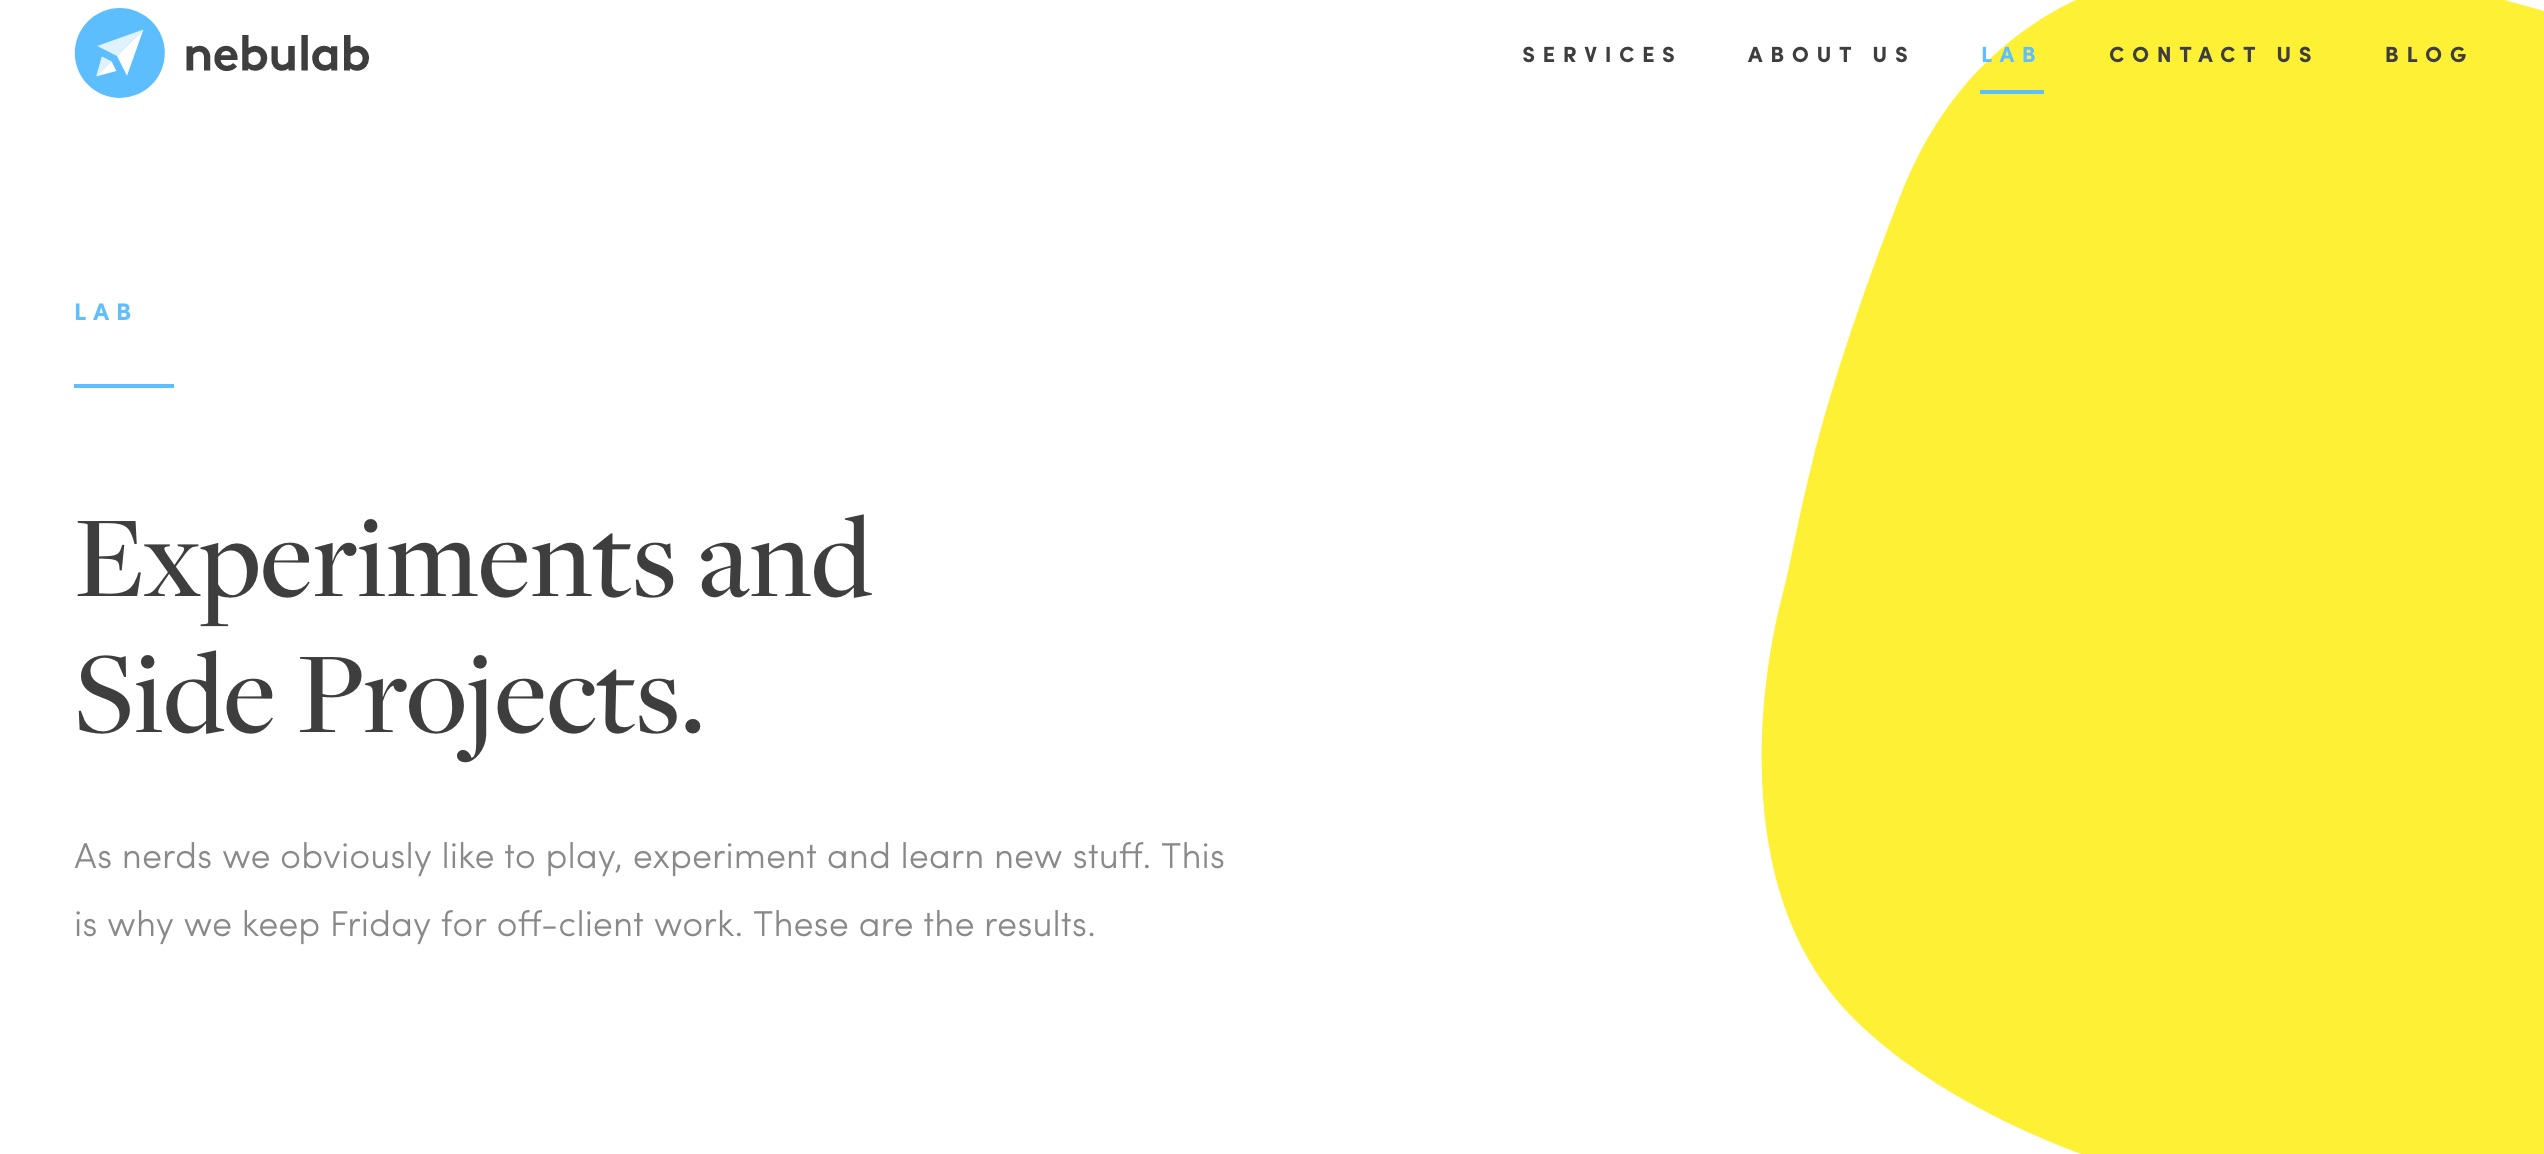 nebulab
SERVICES
ABOUT US
LAB
CONTACT US
BLOG
LAB
Experiments and
Side Projects.
As nerds we obviously like to play, experiment and learn new stuff. This
is why we keep Friday for off-client work. These are the results.